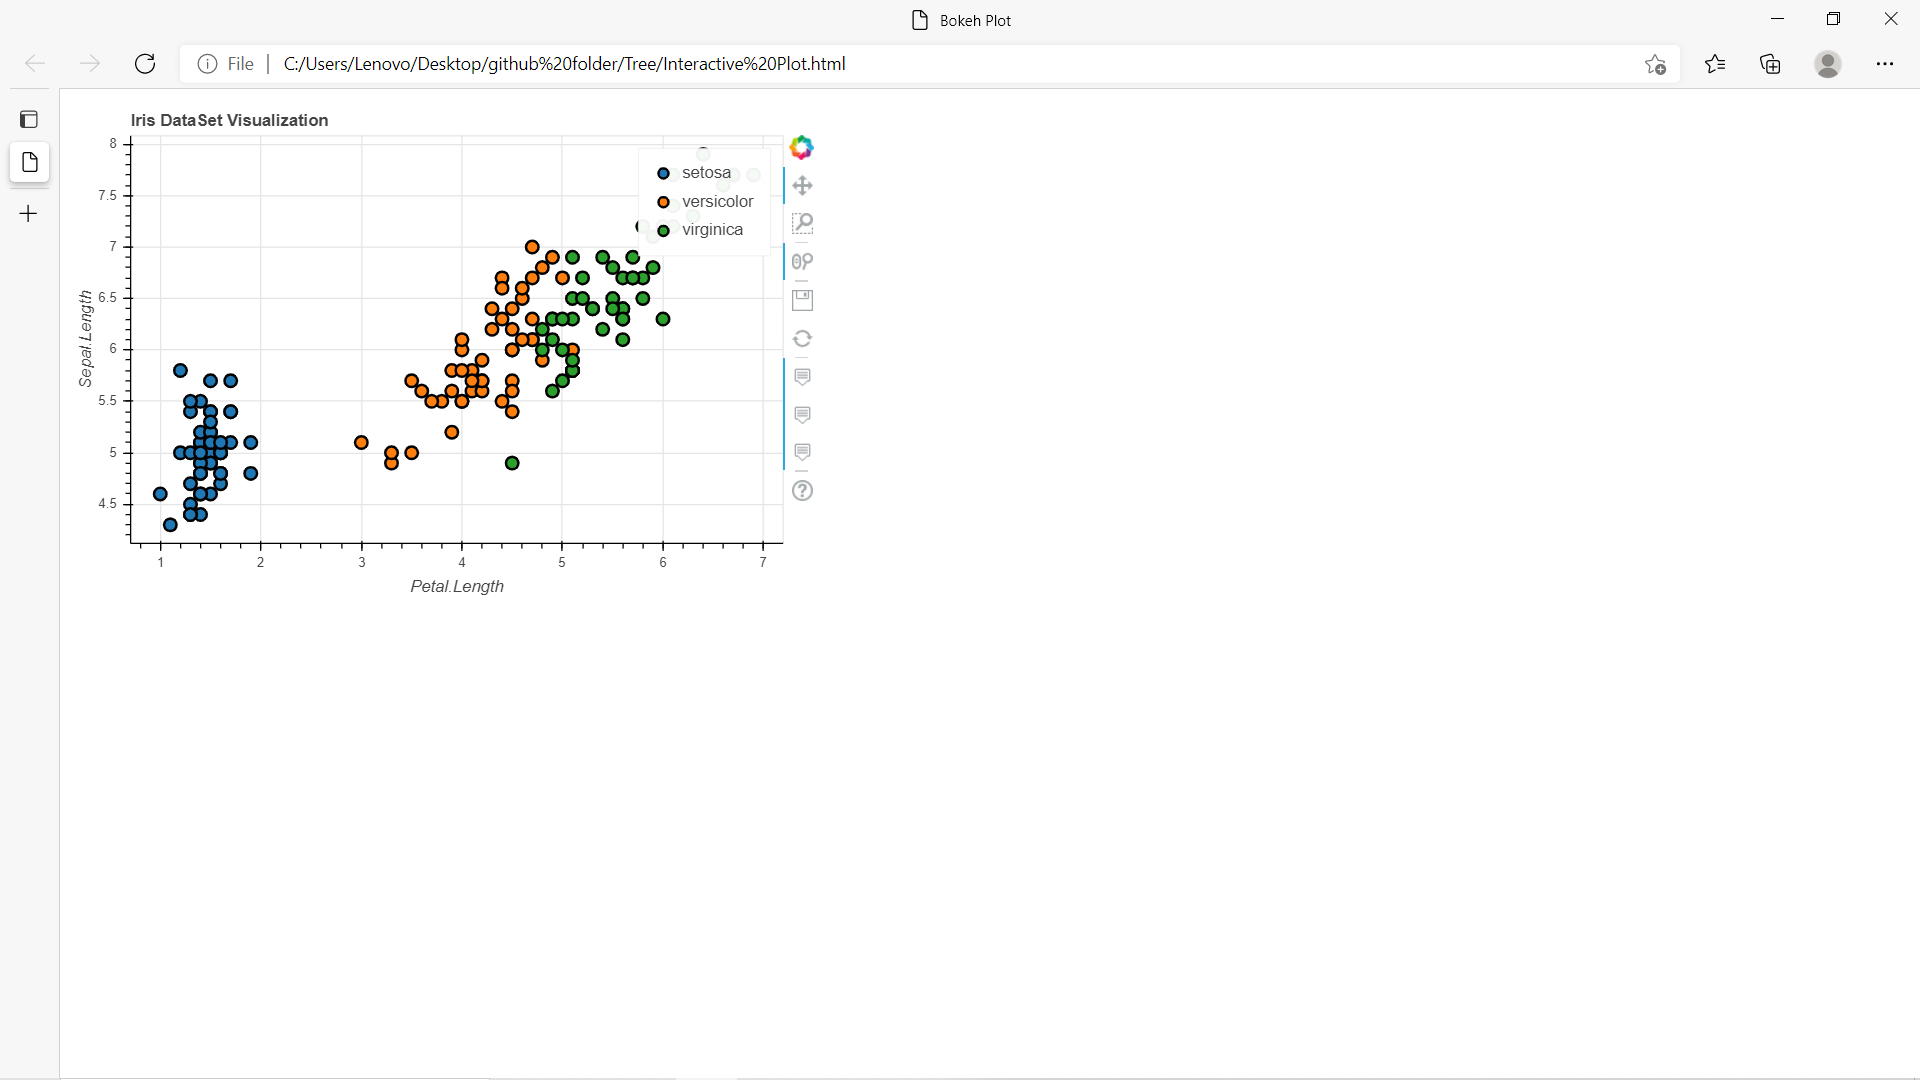 Bokeh Plot
File
C:/Users/Lenovo/Desktop/github%20folder/Tree/Interactive%20Plot.html
Iris DataSet Visualization
8
7.5
7
6.5
6
5.5
5
4.5
Sepal.Length
setosa
versicolor
virginica
1 2 3 4 5 6 7
Petal.Length